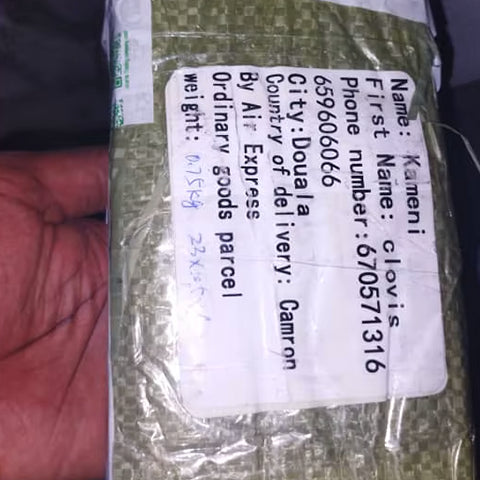 Name: Kameni
First Name: clovis
Phone number:670571316
659606066
City:Douala
Country of delivery: Camron
By Air Express
Ordinary goods parcel
weight: 0.75kg